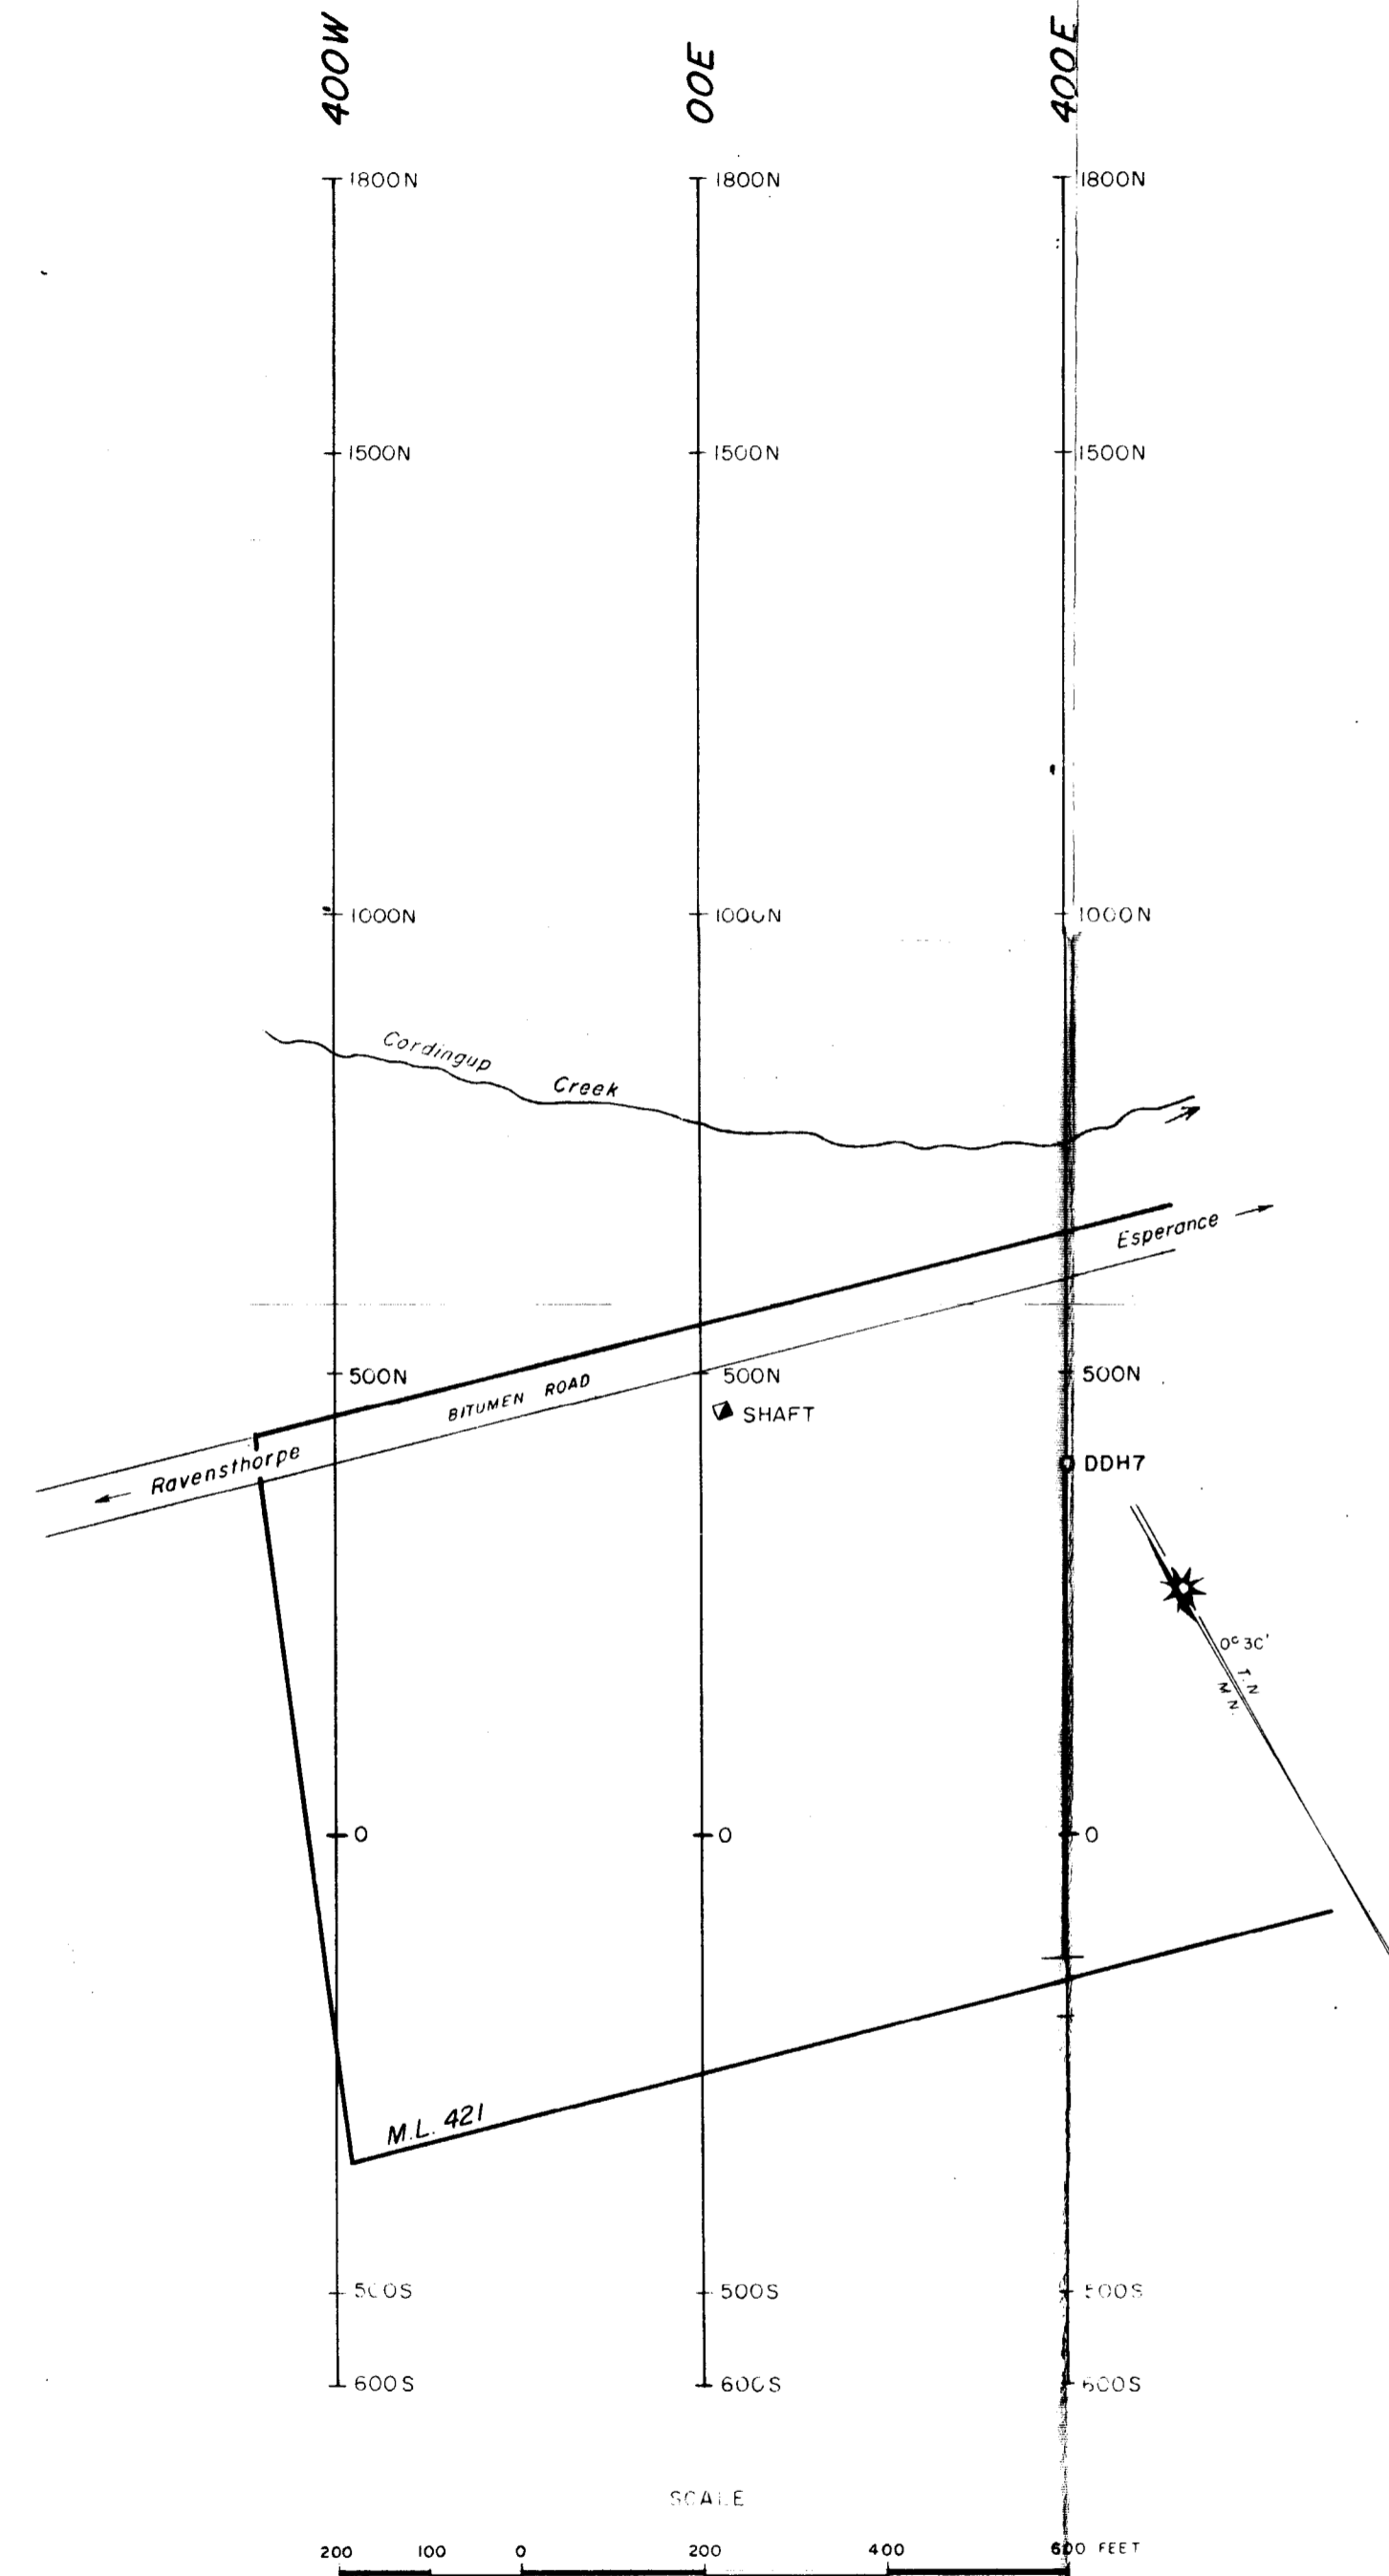 400W
00E
400E
1800N
1800N
1800N
1500N
1500N
1500N
1000N
1000N
1000N
Cordingup
Creek
Esperance
500N
500N
500N
BITUMEN ROAD
SHAFT
Ravensthorpe
DDH7
0° 30'
T.N
M.N.
0
0
0
M.L. 421
500S
500S
500S
600S
600S
600S
SCALE
200 100 0 200 400 600 FEET